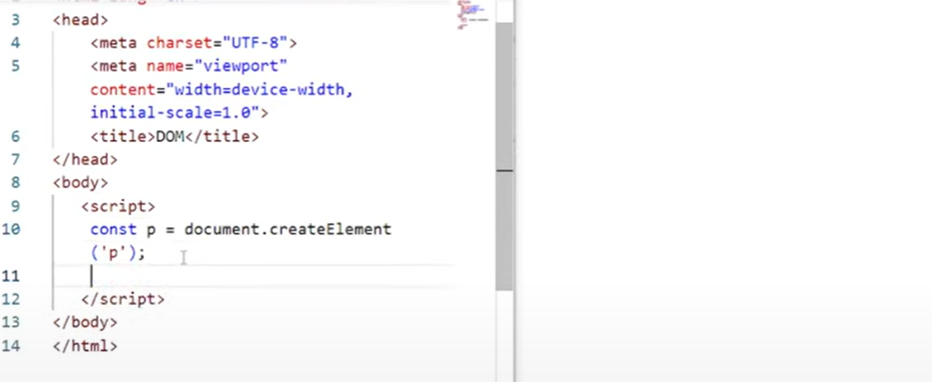 3 <head>
4 <meta charset="UTF-8">
5 <meta name="viewport"
content="width=device-width,
initial-scale=1.0">
6 <title>DOM</title>
7 </head>
8 <body>
9 <script>
10 const p = document.createElement
('p');
11
12 </script>
13 </body>
14 </html>